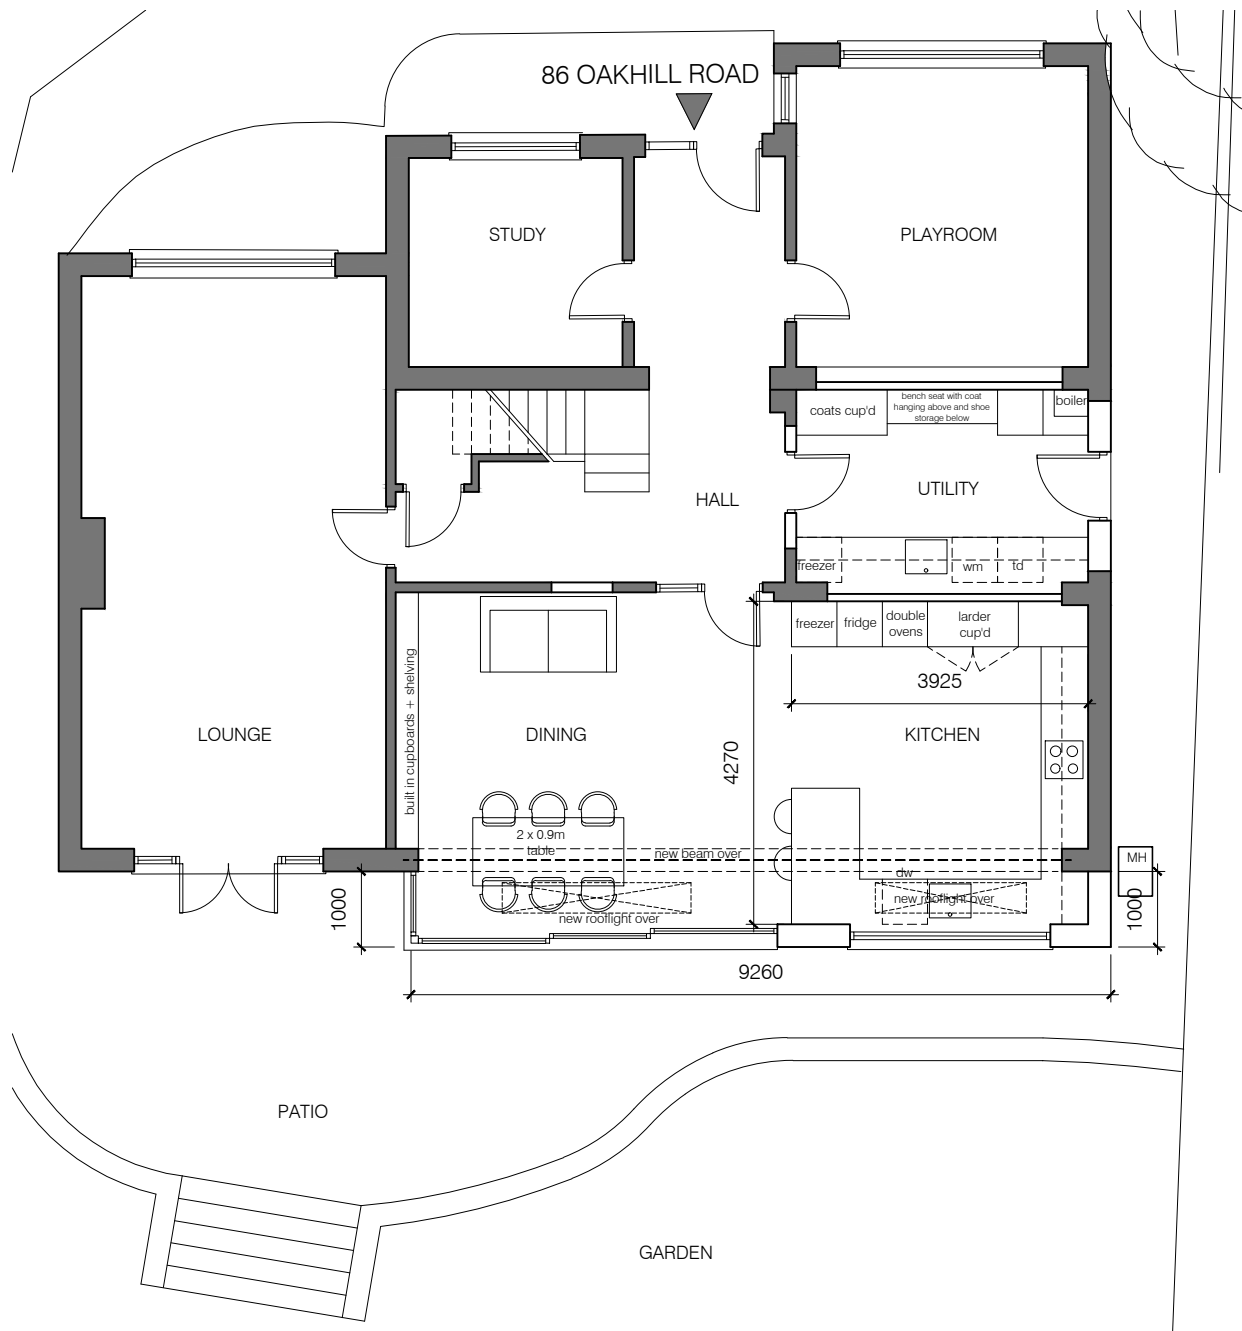 86 OAKHILL ROAD
STUDY
PLAYROOM
coats cup'd
bench seat with coat
hanging above and shoe
storage below
boiler
HALL
UTILITY
freezer
wm
td
freezer
fridge
double
ovens
larder
cup'd
3925
built in cupboards + shelving
LOUNGE
DINING
4270
KITCHEN
2 x 0.9m
table
new beam over
MH
dw
new rooflight over
new rooflight over
1000
1000
9260
PATIO
GARDEN